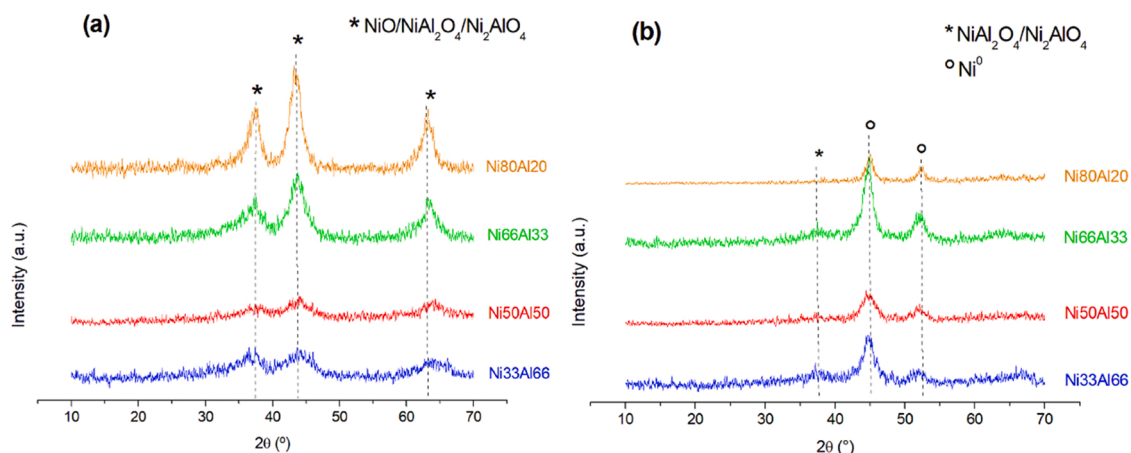 (a)
* NiO/NiAl₂O₄/Ni₂AlO₄
*
*
*
Ni80Al20
Ni66Al33
Ni50Al50
Ni33Al66
Intensity (a.u.)
10 20 30 40 50 60 70
2θ (º)
(b)
* NiAl₂O₄/Ni₂AlO₄
° Ni⁰
°
°
*
Ni80Al20
Ni66Al33
Ni50Al50
Ni33Al66
Intensity (a.u.)
10 20 30 40 50 60 70
2θ (°)